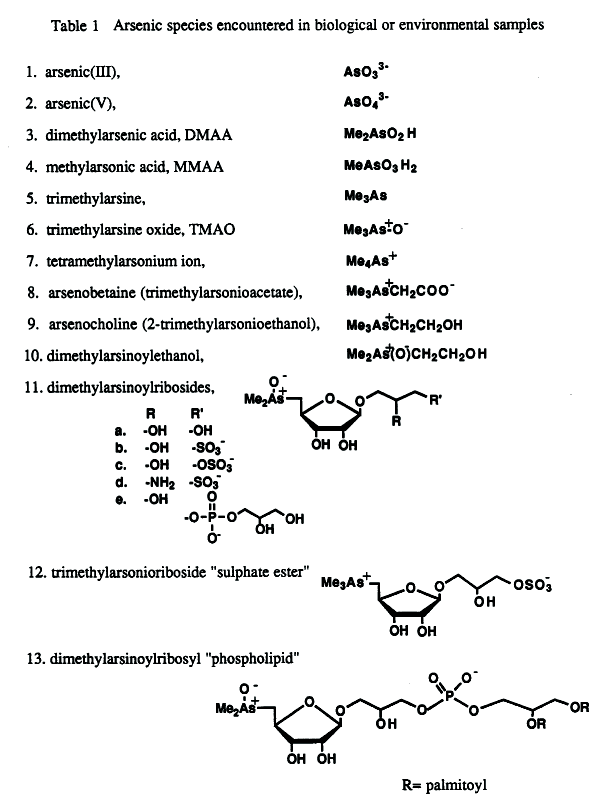 Table 1 Arsenic species encountered in biological or environmental samples
1. arsenic(III), AsO₃³⁻
2. arsenic(V), AsO₄³⁻
3. dimethylarsenic acid, DMAA Me₂AsO₂H
4. methylarsonic acid, MMAA MeAsO₃H₂
5. trimethylarsine, Me₃As
6. trimethylarsine oxide, TMAO Me₃As⁺-O⁻
7. tetramethylarsonium ion, Me₄As⁺
8. arsenobetaine (trimethylarsonioacetate), Me₃As⁺CH₂COO⁻
9. arsenocholine (2-trimethylarsonioethanol), Me₃As⁺CH₂CH₂OH
10. dimethylarsinoylethanol, Me₂As⁺(O⁻)CH₂CH₂OH
11. dimethylarsinoylribosides,
O⁻
Me₂As⁺ O O R'
R
OH OH
R R'
a. -OH -OH
b. -OH -SO₃⁻
c. -OH -OSO₃⁻
d. -NH₂ -SO₃⁻
e. -OH
O
-O-P-O OH
OH
O⁻
12. trimethylarsonioriboside "sulphate ester"
Me₃As⁺ O O OSO₃⁻
OH
OH OH
13. dimethylarsinoylribosyl "phospholipid"
O⁻
Me₂As⁺ O O O P O O⁻ O OR
OH OR
OH OH
R= palmitoyl